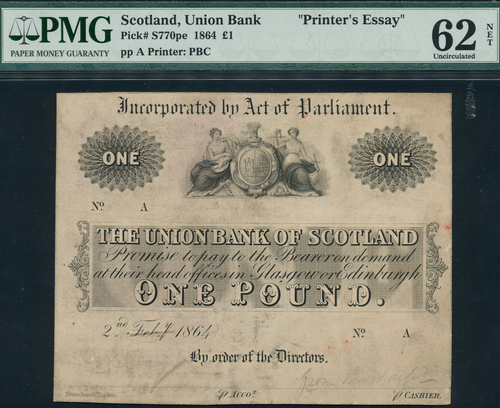 PMG
PAPER MONEY GUARANTY
Scotland, Union Bank "Printer's Essay"
Pick# S770pe 1864 £1
pp A Printer: PBC
62 NET
Uncirculated
Incorporated by Act of Parliament.
ONE ONE
No. A
THE UNION BANK OF SCOTLAND
Promise to pay to the Bearer on demand
at their head offices in Glasgow or Edinburgh
ONE POUND.
2nd Feby 1864
No. A
By order of the Directors.
p ACCOT. p CASHIER.